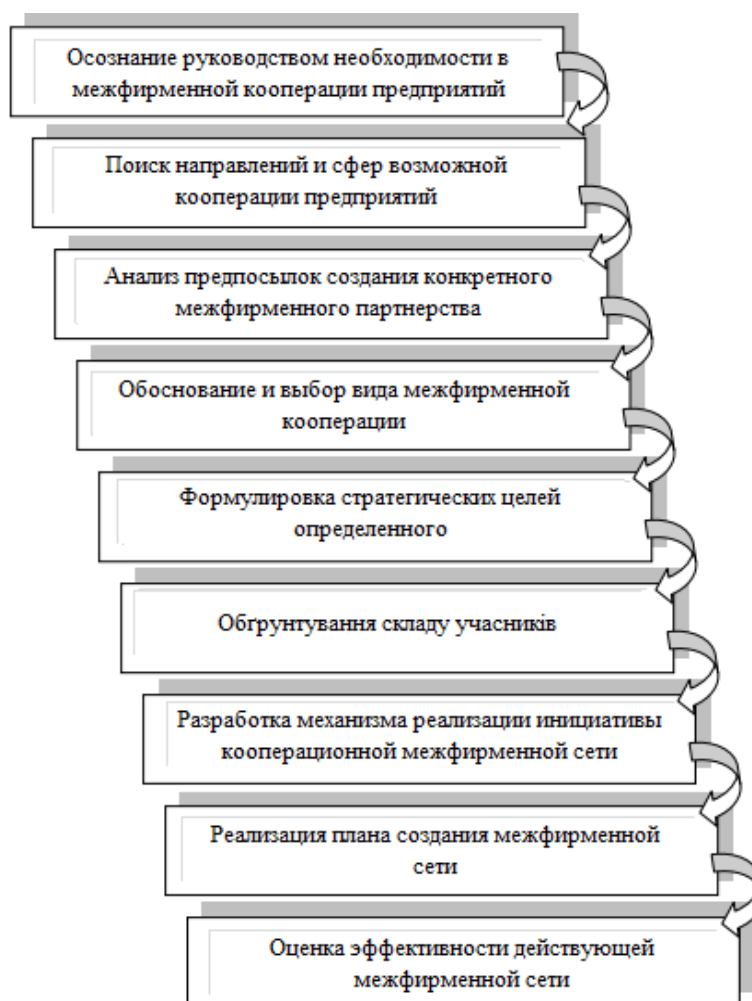 Осознание руководством необходимости в
межфирменной кооперации предприятий
Поиск направлений и сфер возможной
кооперации предприятий
Анализ предпосылок создания конкретного
межфирменного партнерства
Обоснование и выбор вида межфирменной
кооперации
Формулировка стратегических целей
определенного
Обґрунтування складу учасників
Разработка механизма реализации инициативы
кооперационной межфирменной сети
Реализация плана создания межфирменной
сети
Оценка эффективности действующей
межфирменной сети